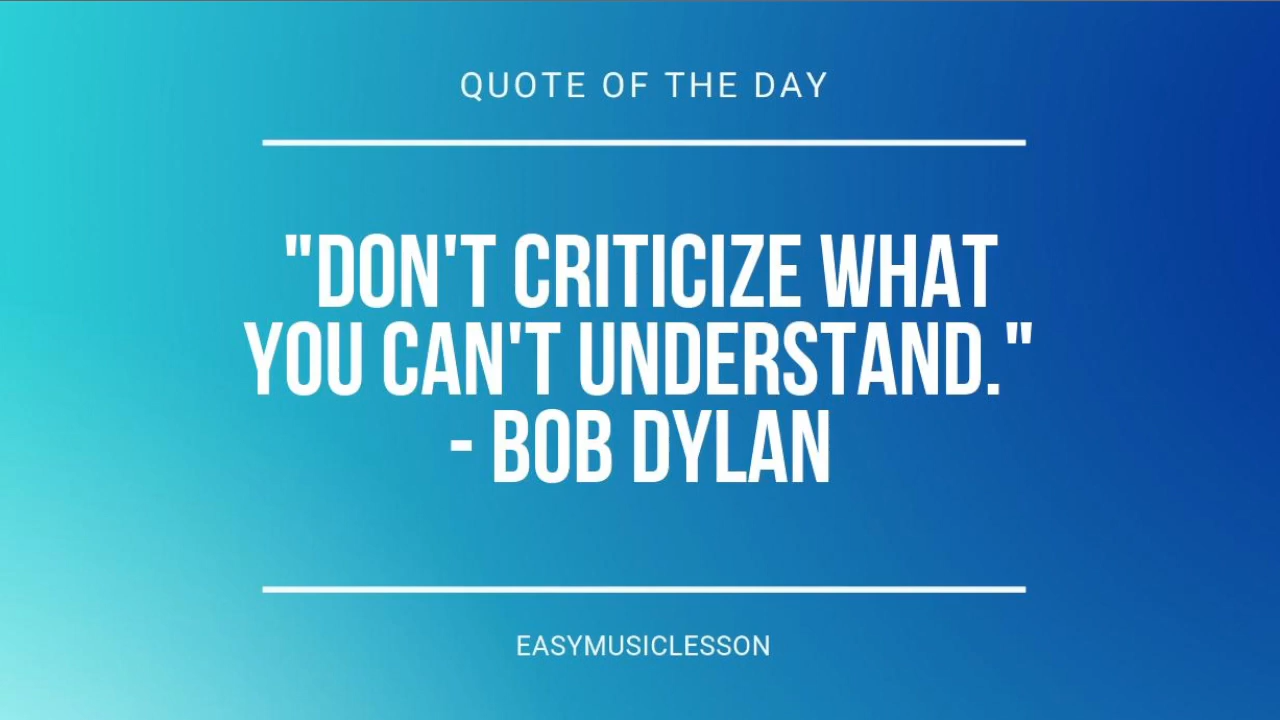 QUOTE OF THE DAY
"DON'T CRITICIZE WHAT
YOU CAN'T UNDERSTAND."
- BOB DYLAN
EASYMUSICLESSON